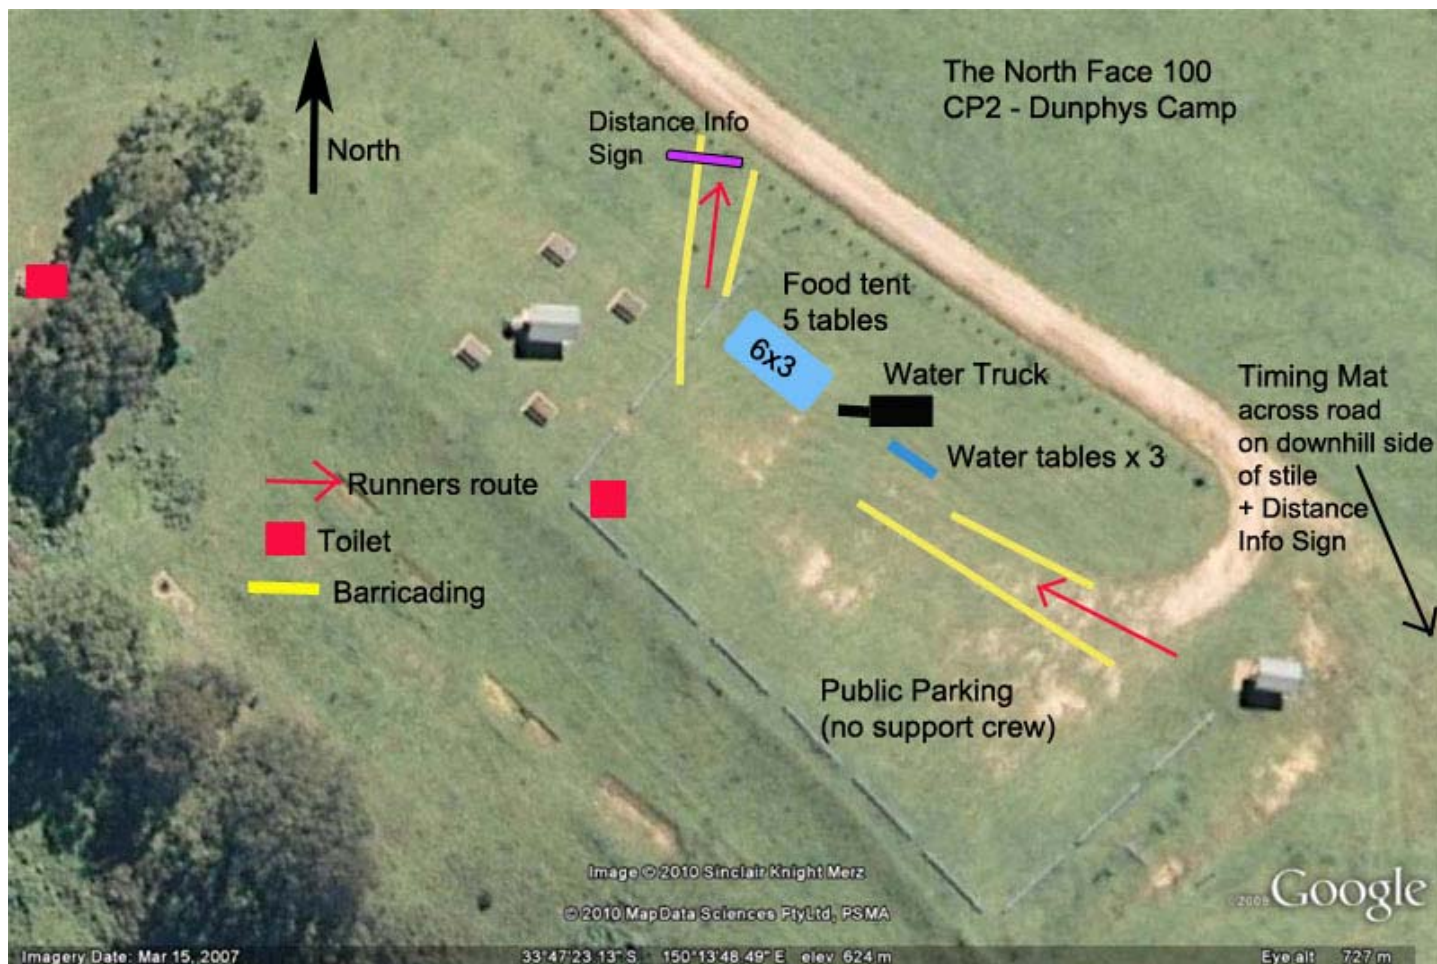 The North Face 100
CP2 - Dunphys Camp
North
Distance Info
Sign
Food tent
5 tables
6x3
Water Truck
Water tables x 3
Timing Mat
across road
on downhill side
of stile
+ Distance
Info Sign
Runners route
Toilet
Barricading
Public Parking
(no support crew)
Image © 2010 Sinclair Knight Merz
© 2010 MapData Sciences PtyLtd, PSMA
©2009 Google
Imagery Date: Mar 15, 2007
33°47'23.13" S 150°13'48.49" E elev 624 m
Eye alt 727 m